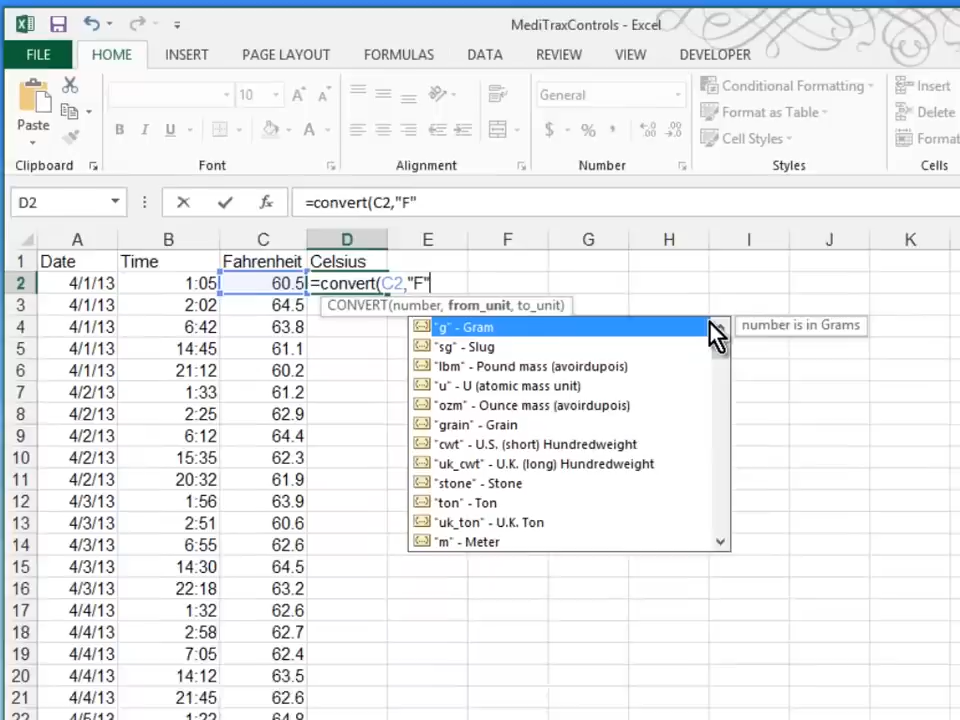 MediTraxControls - Excel
FILE HOME INSERT PAGE LAYOUT FORMULAS DATA REVIEW VIEW DEVELOPER
Paste
10 General
B I U A $ %
Conditional Formatting
Format as Table
Cell Styles
Insert
Delete
Format
Clipboard Font Alignment Number Styles Cells
D2 fx =convert(C2,"F"
A B C D E F G H I J K
1 Date Time Fahrenheit Celsius
2 4/1/13 1:05 60.5 =convert(C2,"F"
3 4/1/13 2:02 64.5
4 4/1/13 6:42 63.8
5 4/1/13 14:45 61.1
6 4/1/13 21:12 60.2
7 4/2/13 1:33 61.2
8 4/2/13 2:25 62.9
9 4/2/13 6:12 64.4
10 4/2/13 15:35 62.3
11 4/2/13 20:32 61.9
12 4/3/13 1:56 63.9
13 4/3/13 2:51 60.6
14 4/3/13 6:55 62.6
15 4/3/13 14:30 64.5
16 4/3/13 22:18 63.2
17 4/4/13 1:32 62.6
18 4/4/13 2:58 62.7
19 4/4/13 7:05 62.4
20 4/4/13 14:12 63.5
21 4/4/13 21:45 62.6
22 4/5/13 1:22 64.8
CONVERT(number, from_unit, to_unit)
"g" - Gram
"sg" - Slug
"lbm" - Pound mass (avoirdupois)
"u" - U (atomic mass unit)
"ozm" - Ounce mass (avoirdupois)
"grain" - Grain
"cwt" - U.S. (short) Hundredweight
"uk_cwt" - U.K. (long) Hundredweight
"stone" - Stone
"ton" - Ton
"uk_ton" - U.K. Ton
"m" - Meter
number is in Grams